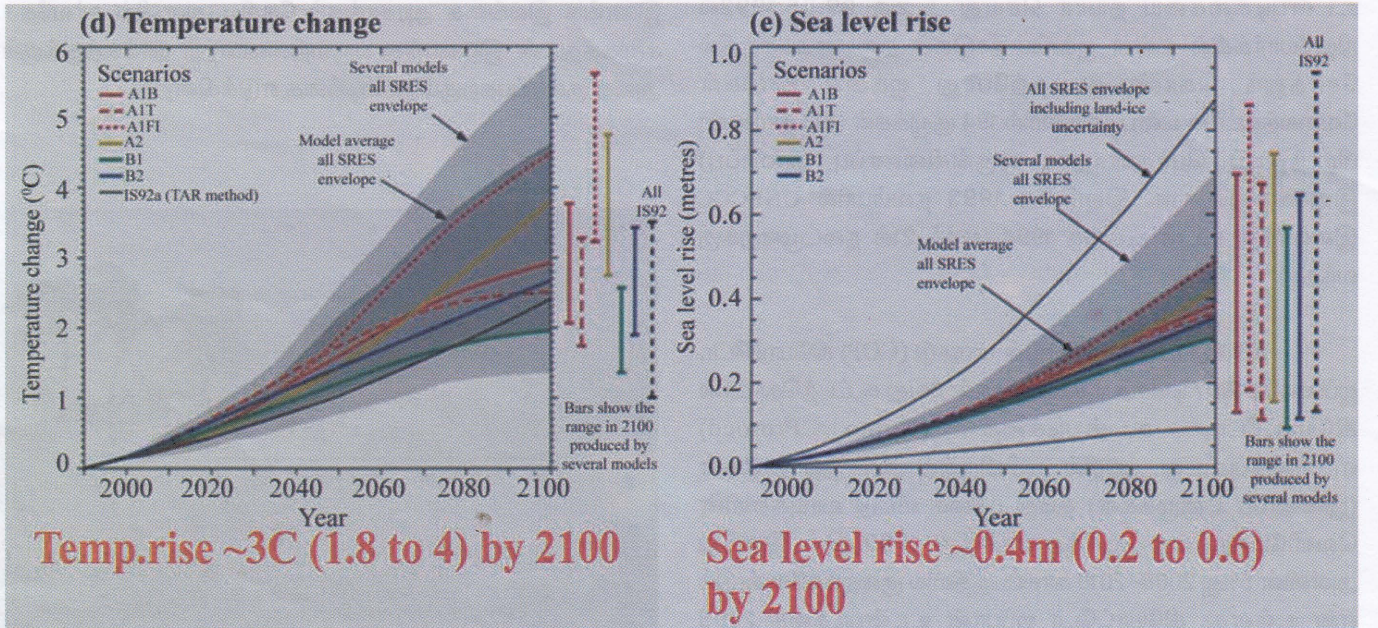 (d) Temperature change
6
5
4
3
2
1
0
Temperature change (⁰C)
Scenarios
A1B
A1T
A1FI
A2
B1
B2
IS92a (TAR method)
Several models
all SRES
envelope
Model average
all SRES
envelope
All
IS92
Bars show the
range in 2100
produced by
several models
2000 2020 2040 2060 2080 2100
Year
Temp.rise ~3C (1.8 to 4) by 2100
(e) Sea level rise
1.0
0.8
0.6
0.4
0.2
0.0
Sea level rise (metres)
Scenarios
A1B
A1T
A1FI
A2
B1
B2
All SRES envelope
including land-ice
uncertainty
Several models
all SRES
envelope
Model average
all SRES
envelope
All
IS92
Bars show the
range in 2100
produced by
several models
2000 2020 2040 2060 2080 2100
Year
Sea level rise ~0.4m (0.2 to 0.6)
by 2100